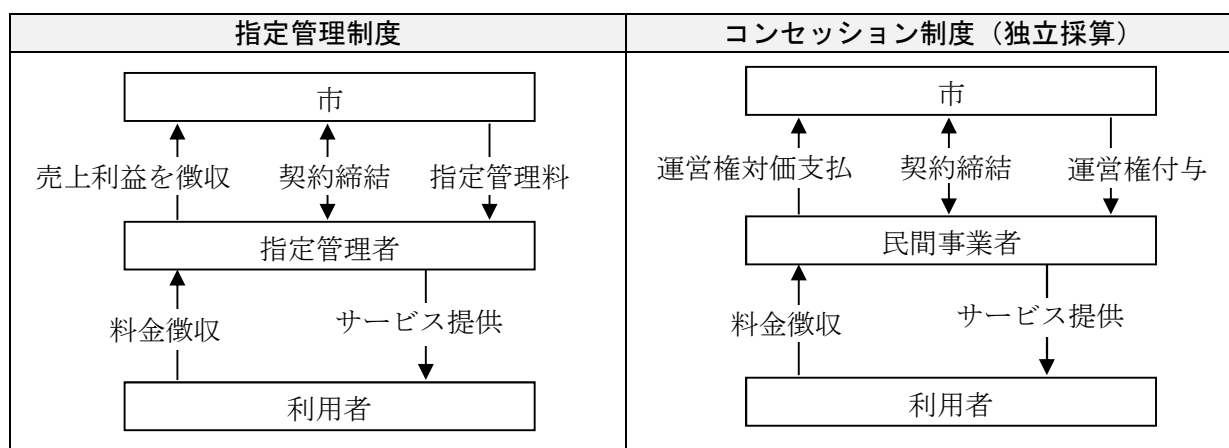 指定管理制度
市
売上利益を徴収 契約締結 指定管理料
指定管理者
料金徴収 サービス提供
利用者
コンセッション制度（独立採算）
市
運営権対価支払 契約締結 運営権付与
民間事業者
料金徴収 サービス提供
利用者